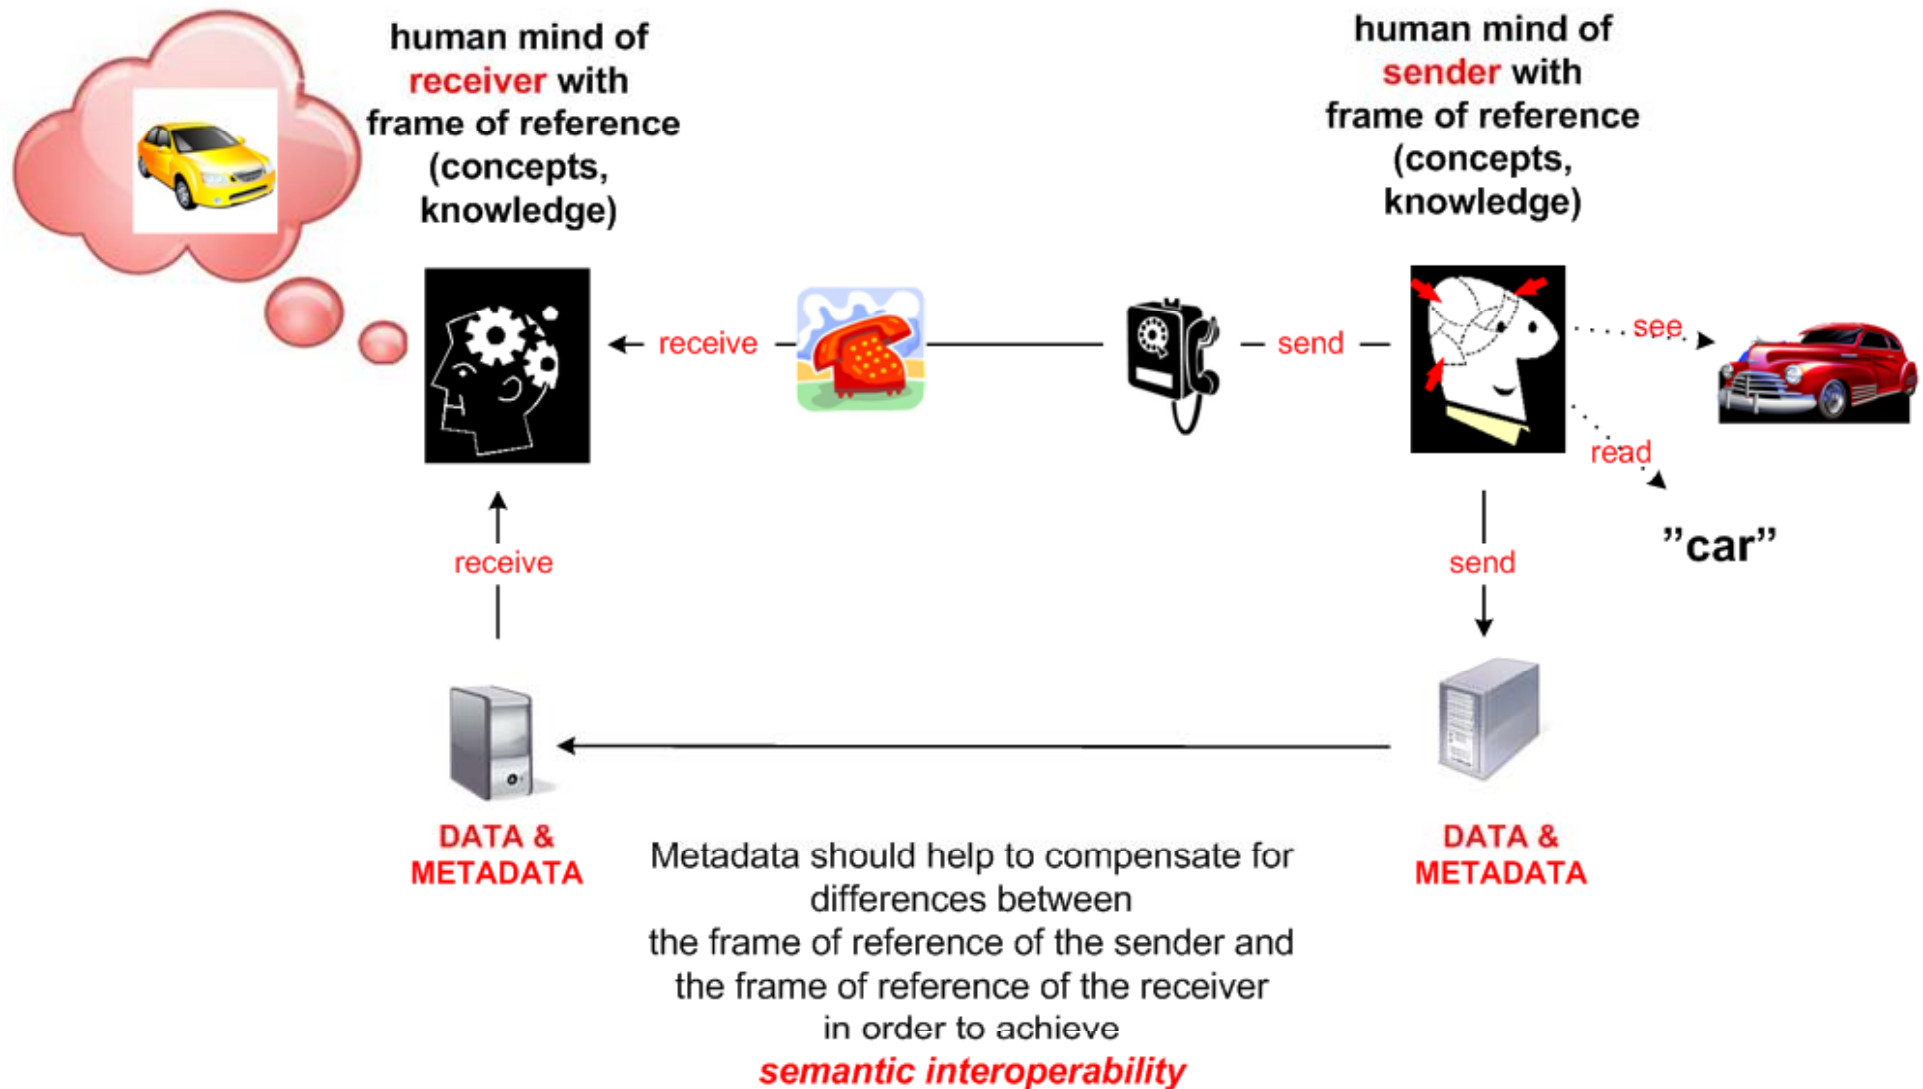 human mind of
receiver with
frame of reference
(concepts,
knowledge)
human mind of
sender with
frame of reference
(concepts,
knowledge)
receive
send
see
read
"car"
receive
send
DATA &
METADATA
DATA &
METADATA
Metadata should help to compensate for
differences between
the frame of reference of the sender and
the frame of reference of the receiver
in order to achieve
semantic interoperability